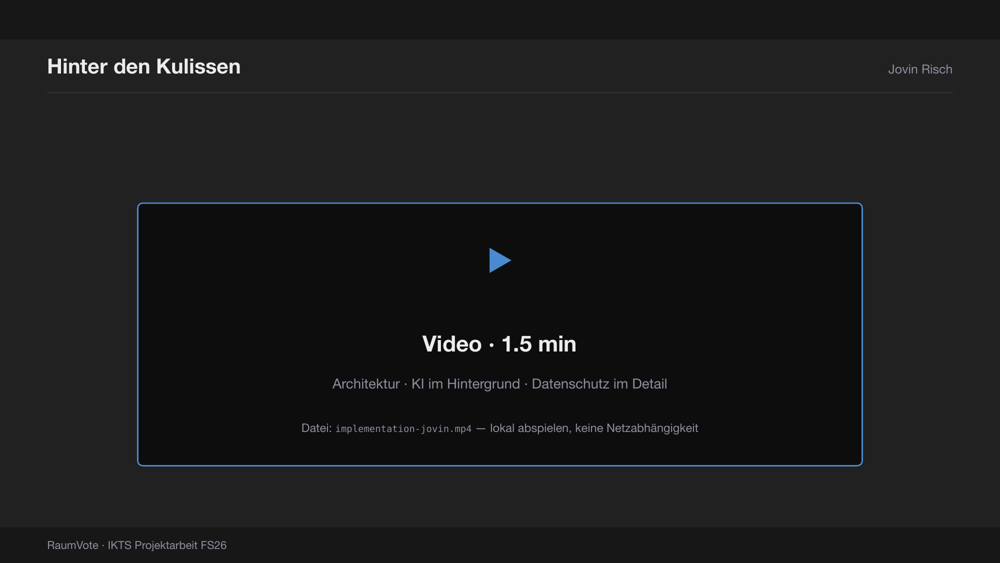 Hinter den Kulissen
Jovin Risch
Video · 1.5 min
Architektur · KI im Hintergrund · Datenschutz im Detail
Datei: implementation-jovin.mp4 — lokal abspielen, keine Netzabhängigkeit
RaumVote · IKTS Projektarbeit FS26